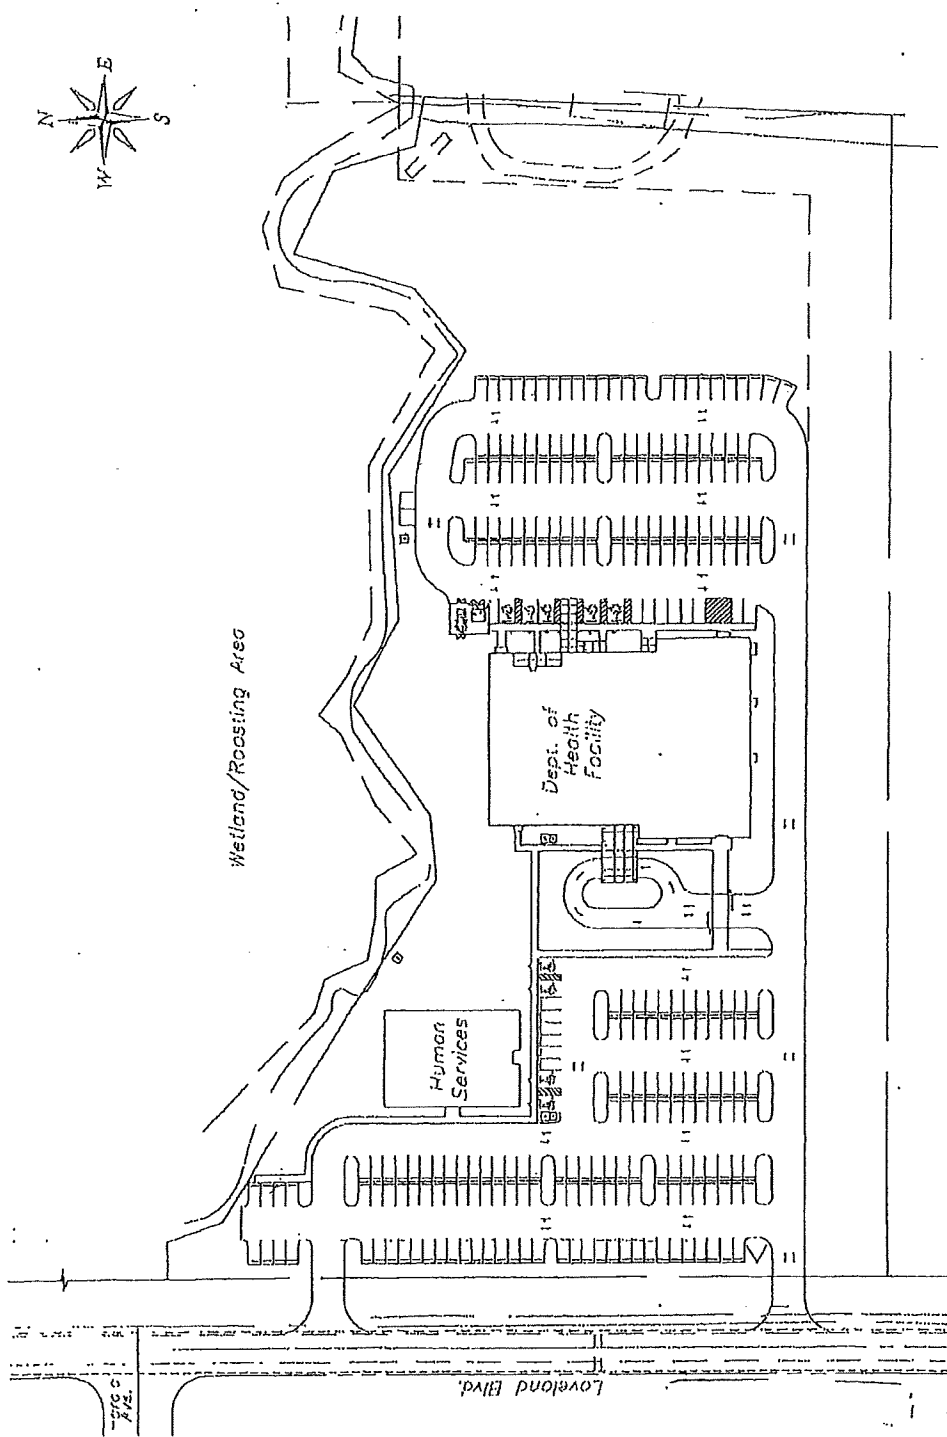 N
E
S
W
Wetland/Roosting Area
Dept. of
Health
Facility
Human
Services
Loveland Blvd.
Ave.